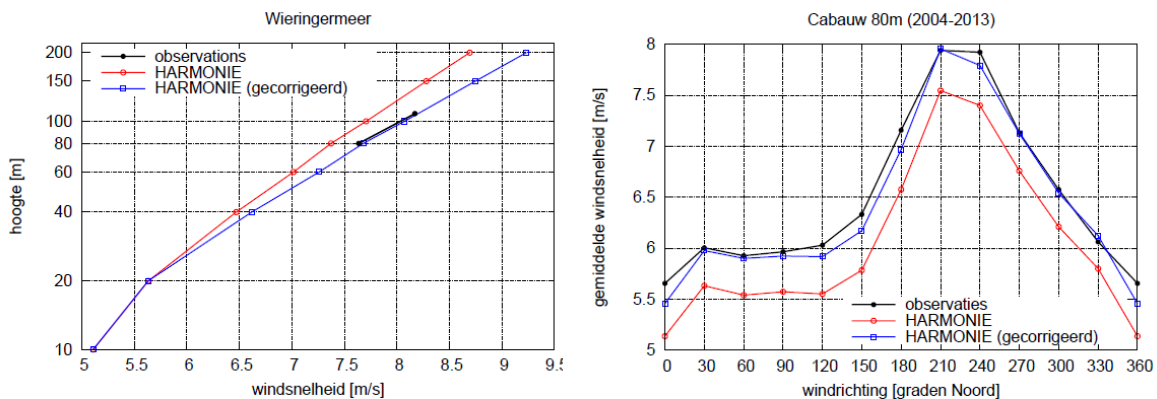 Wieringermeer
200
150
100
80
60
40
20
10
hoogte [m]
observations
HARMONIE
HARMONIE (gecorrigeerd)
5 5.5 6 6.5 7 7.5 8 8.5 9 9.5
windsnelheid [m/s]
Cabauw 80m (2004-2013)
8
7.5
7
6.5
6
5.5
5
gemiddelde windsnelheid [m/s]
observaties
HARMONIE
HARMONIE (gecorrigeerd)
0 30 60 90 120 150 180 210 240 270 300 330 360
windrichting [graden Noord]